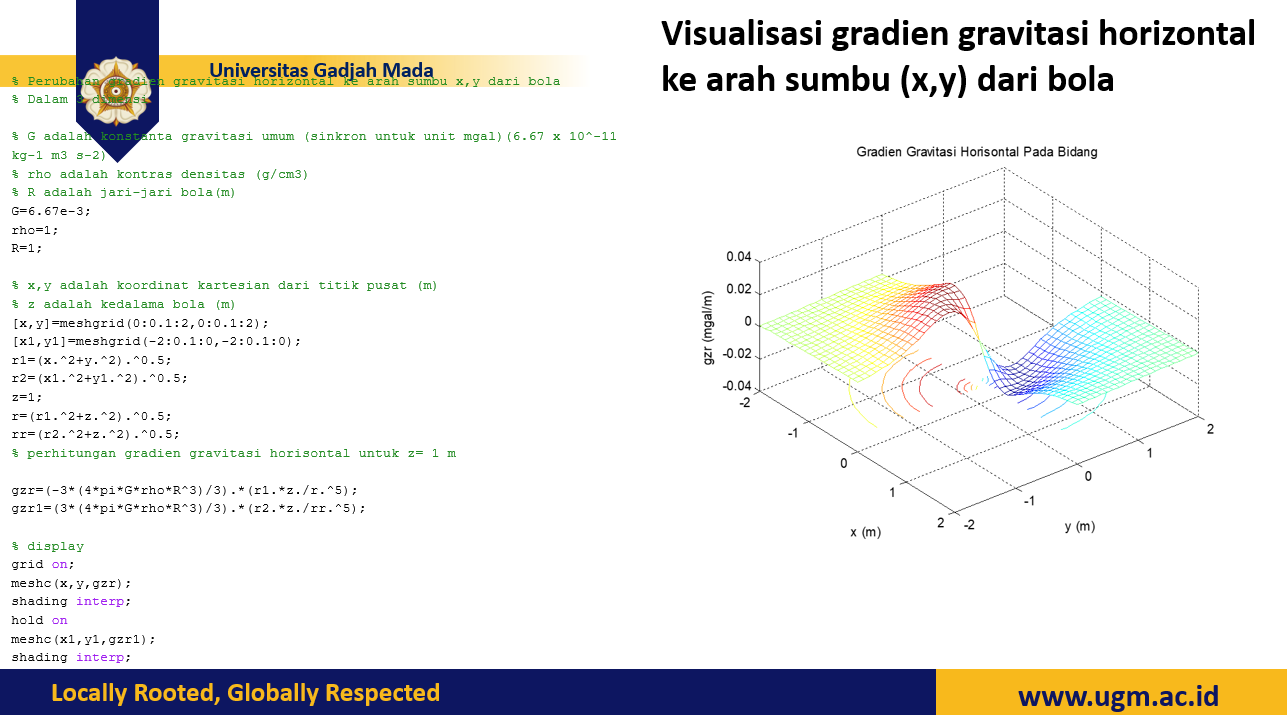 Visualisasi gradien gravitasi horizontal
ke arah sumbu (x,y) dari bola
Universitas Gadjah Mada
% Perubahan gradien gravitasi horizontal ke arah sumbu x,y dari bola
% Dalam 3 dimensi
% G adalah konstanta gravitasi umum (sinkron untuk unit mgal)(6.67 x 10^-11
kg-1 m3 s-2)
% rho adalah kontras densitas (g/cm3)
% R adalah jari-jari bola(m)
G=6.67e-3;
rho=1;
R=1;
% x,y adalah koordinat kartesian dari titik pusat (m)
% z adalah kedalama bola (m)
[x,y]=meshgrid(0:0.1:2,0:0.1:2);
[x1,y1]=meshgrid(-2:0.1:0,-2:0.1:0);
r1=(x.^2+y.^2).^0.5;
r2=(x1.^2+y1.^2).^0.5;
z=1;
r=(r1.^2+z.^2).^0.5;
rr=(r2.^2+z.^2).^0.5;
% perhitungan gradien gravitasi horisontal untuk z= 1 m
gzr=(-3*(4*pi*G*rho*R^3)/3).*(r1.*z./r.^5);
gzr1=(3*(4*pi*G*rho*R^3)/3).*(r2.*z./rr.^5);
% display
grid on;
meshc(x,y,gzr);
shading interp;
hold on
meshc(x1,y1,gzr1);
shading interp;
Gradien Gravitasi Horisontal Pada Bidang
gzr (mgal/m)
0.04
0.02
0
-0.02
-0.04
-2
-1
0
1
2
x (m)
-2
-1
0
1
2
y (m)
Locally Rooted, Globally Respected
www.ugm.ac.id